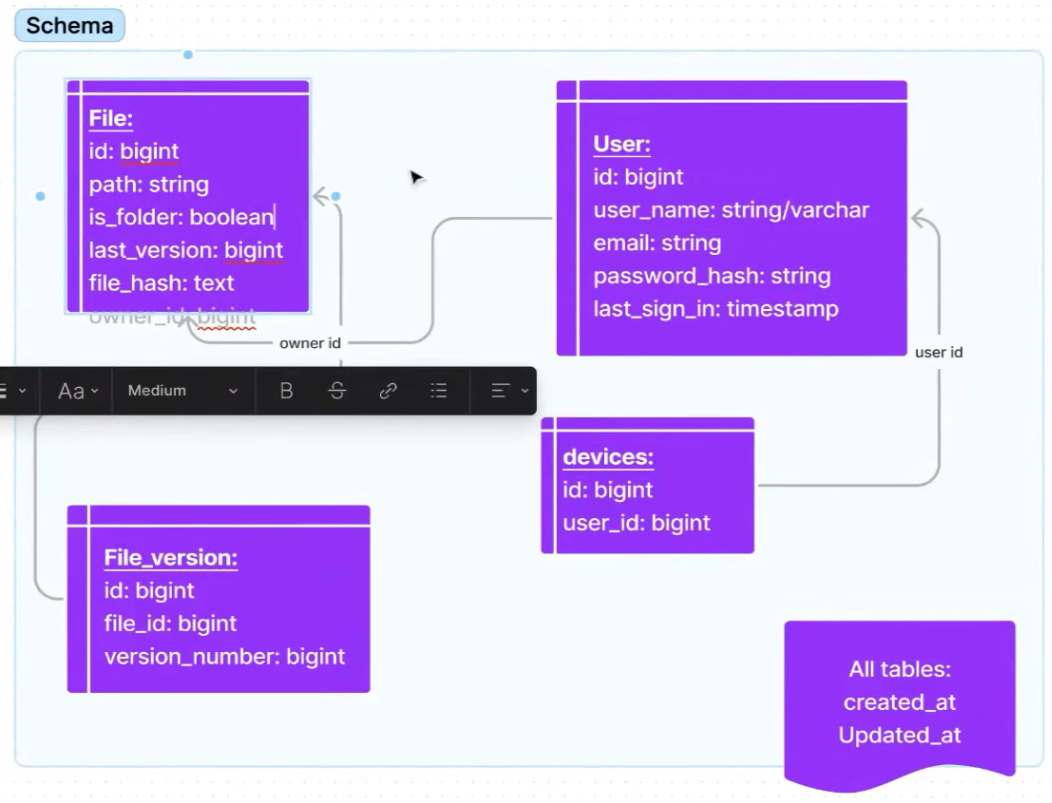 Schema
File:
id: bigint
path: string
is_folder: boolean
last_version: bigint
file_hash: text
owner_id: bigint
User:
id: bigint
user_name: string/varchar
email: string
password_hash: string
last_sign_in: timestamp
owner id
user id
Aa
Medium
B
S
devices:
id: bigint
user_id: bigint
File_version:
id: bigint
file_id: bigint
version_number: bigint
All tables:
created_at
Updated_at